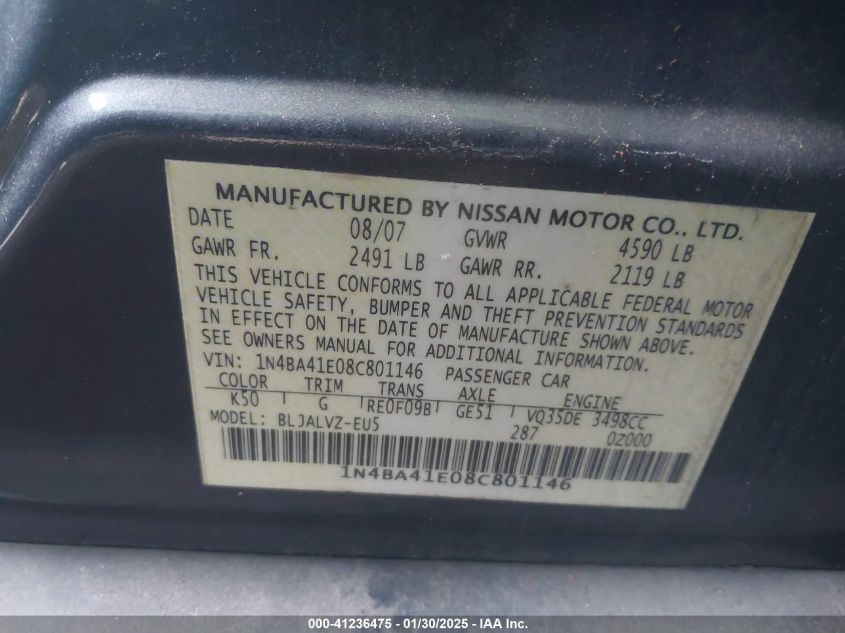 MANUFACTURED BY NISSAN MOTOR CO., LTD.
DATE 08/07 GVWR 4590 LB
GAWR FR. 2491 LB GAWR RR. 2119 LB
THIS VEHICLE CONFORMS TO ALL APPLICABLE FEDERAL MOTOR
VEHICLE SAFETY, BUMPER AND THEFT PREVENTION STANDARDS
IN EFFECT ON THE DATE OF MANUFACTURE SHOWN ABOVE.
SEE OWNERS MANUAL FOR ADDITIONAL INFORMATION.
VIN: 1N4BA41E08C801146 PASSENGER CAR
COLOR TRIM TRANS AXLE ENGINE
K50 G RE0F09B GE51 VQ35DE 3498CC
MODEL: BLJALVZ-EU5 287 0Z000
1N4BA41E08C801146
000-41236475 — 01/30/2025 — IAA Inc.